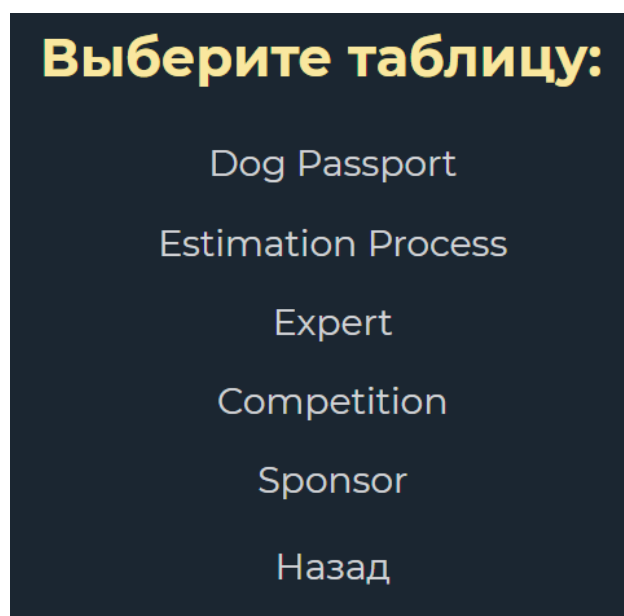 Выберите таблицу:
Dog Passport
Estimation Process
Expert
Competition
Sponsor
Назад